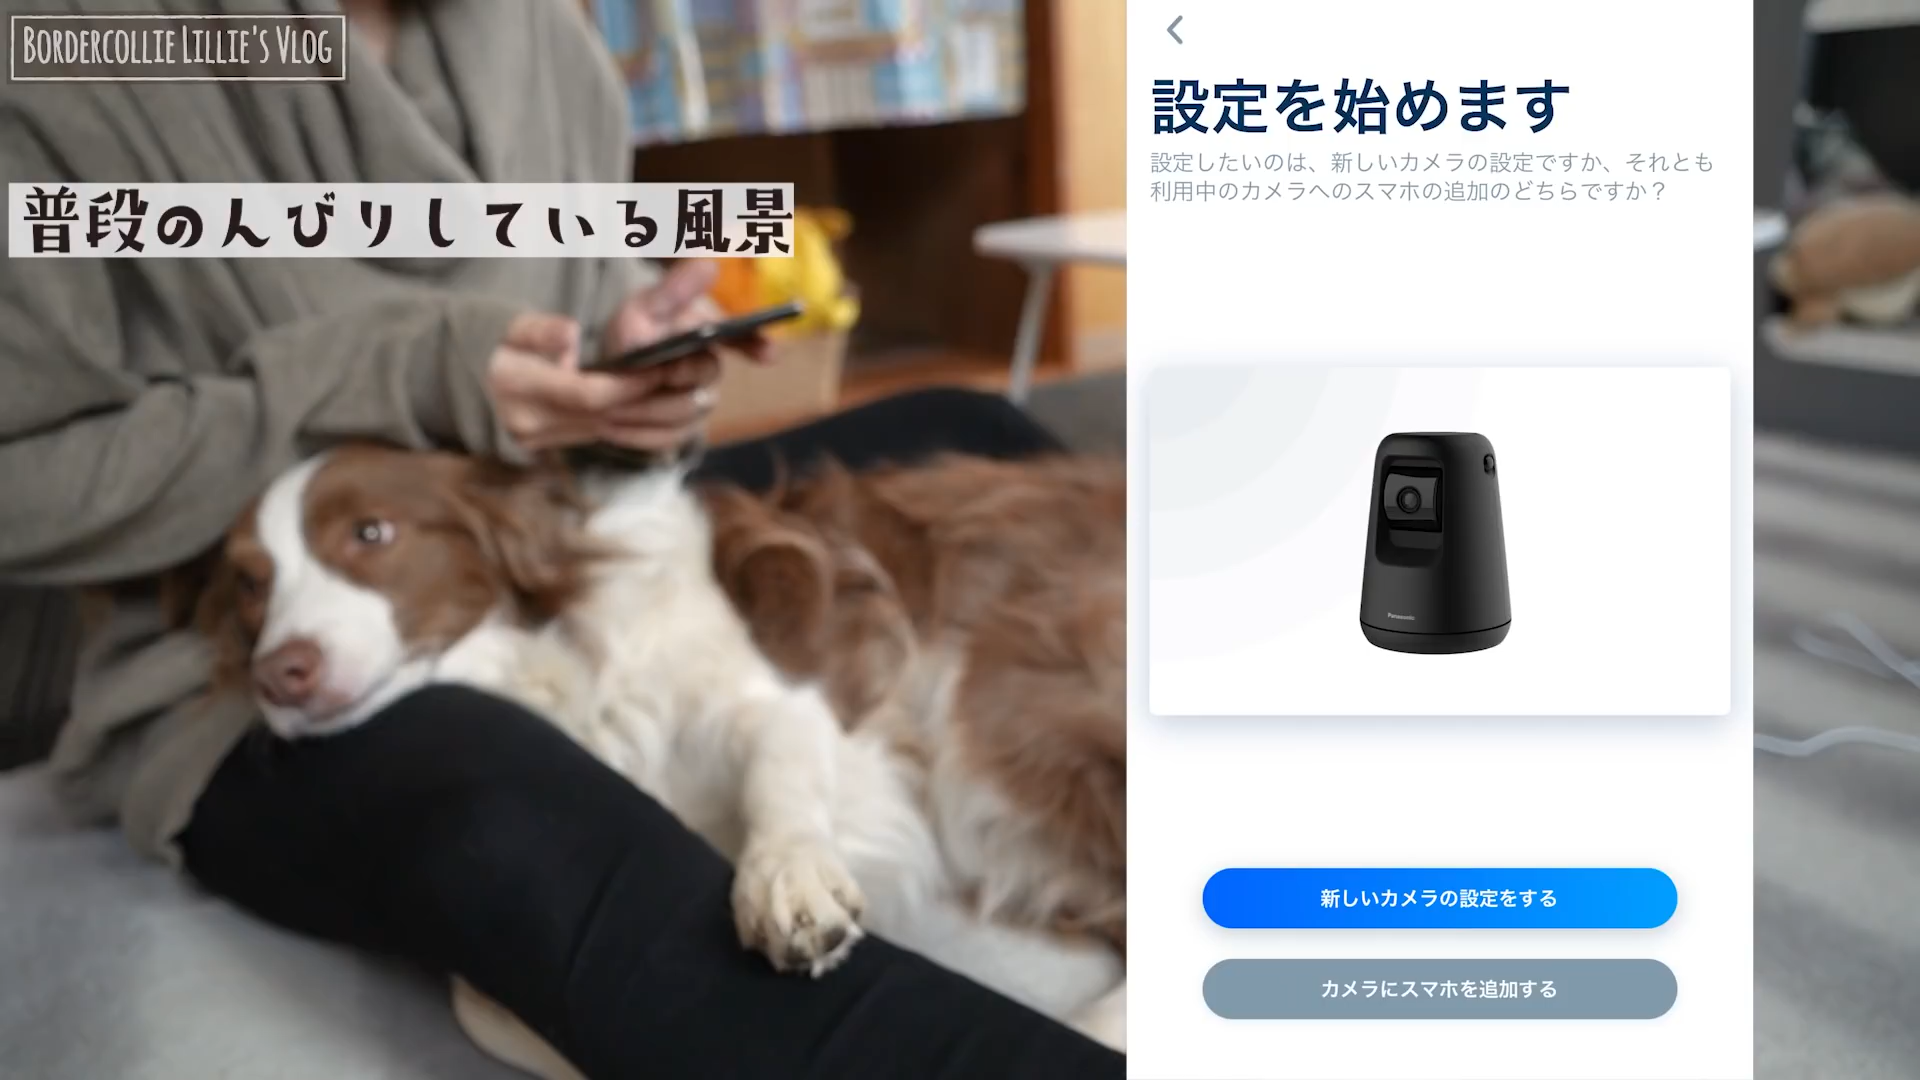 BORDERCOLLIE LILLIE'S VLOG
普段のんびりしている風景
設定を始めます
設定したいのは、新しいカメラの設定ですか、それとも
利用中のカメラへのスマホの追加のどちらですか？
Panasonic
新しいカメラの設定をする
カメラにスマホを追加する